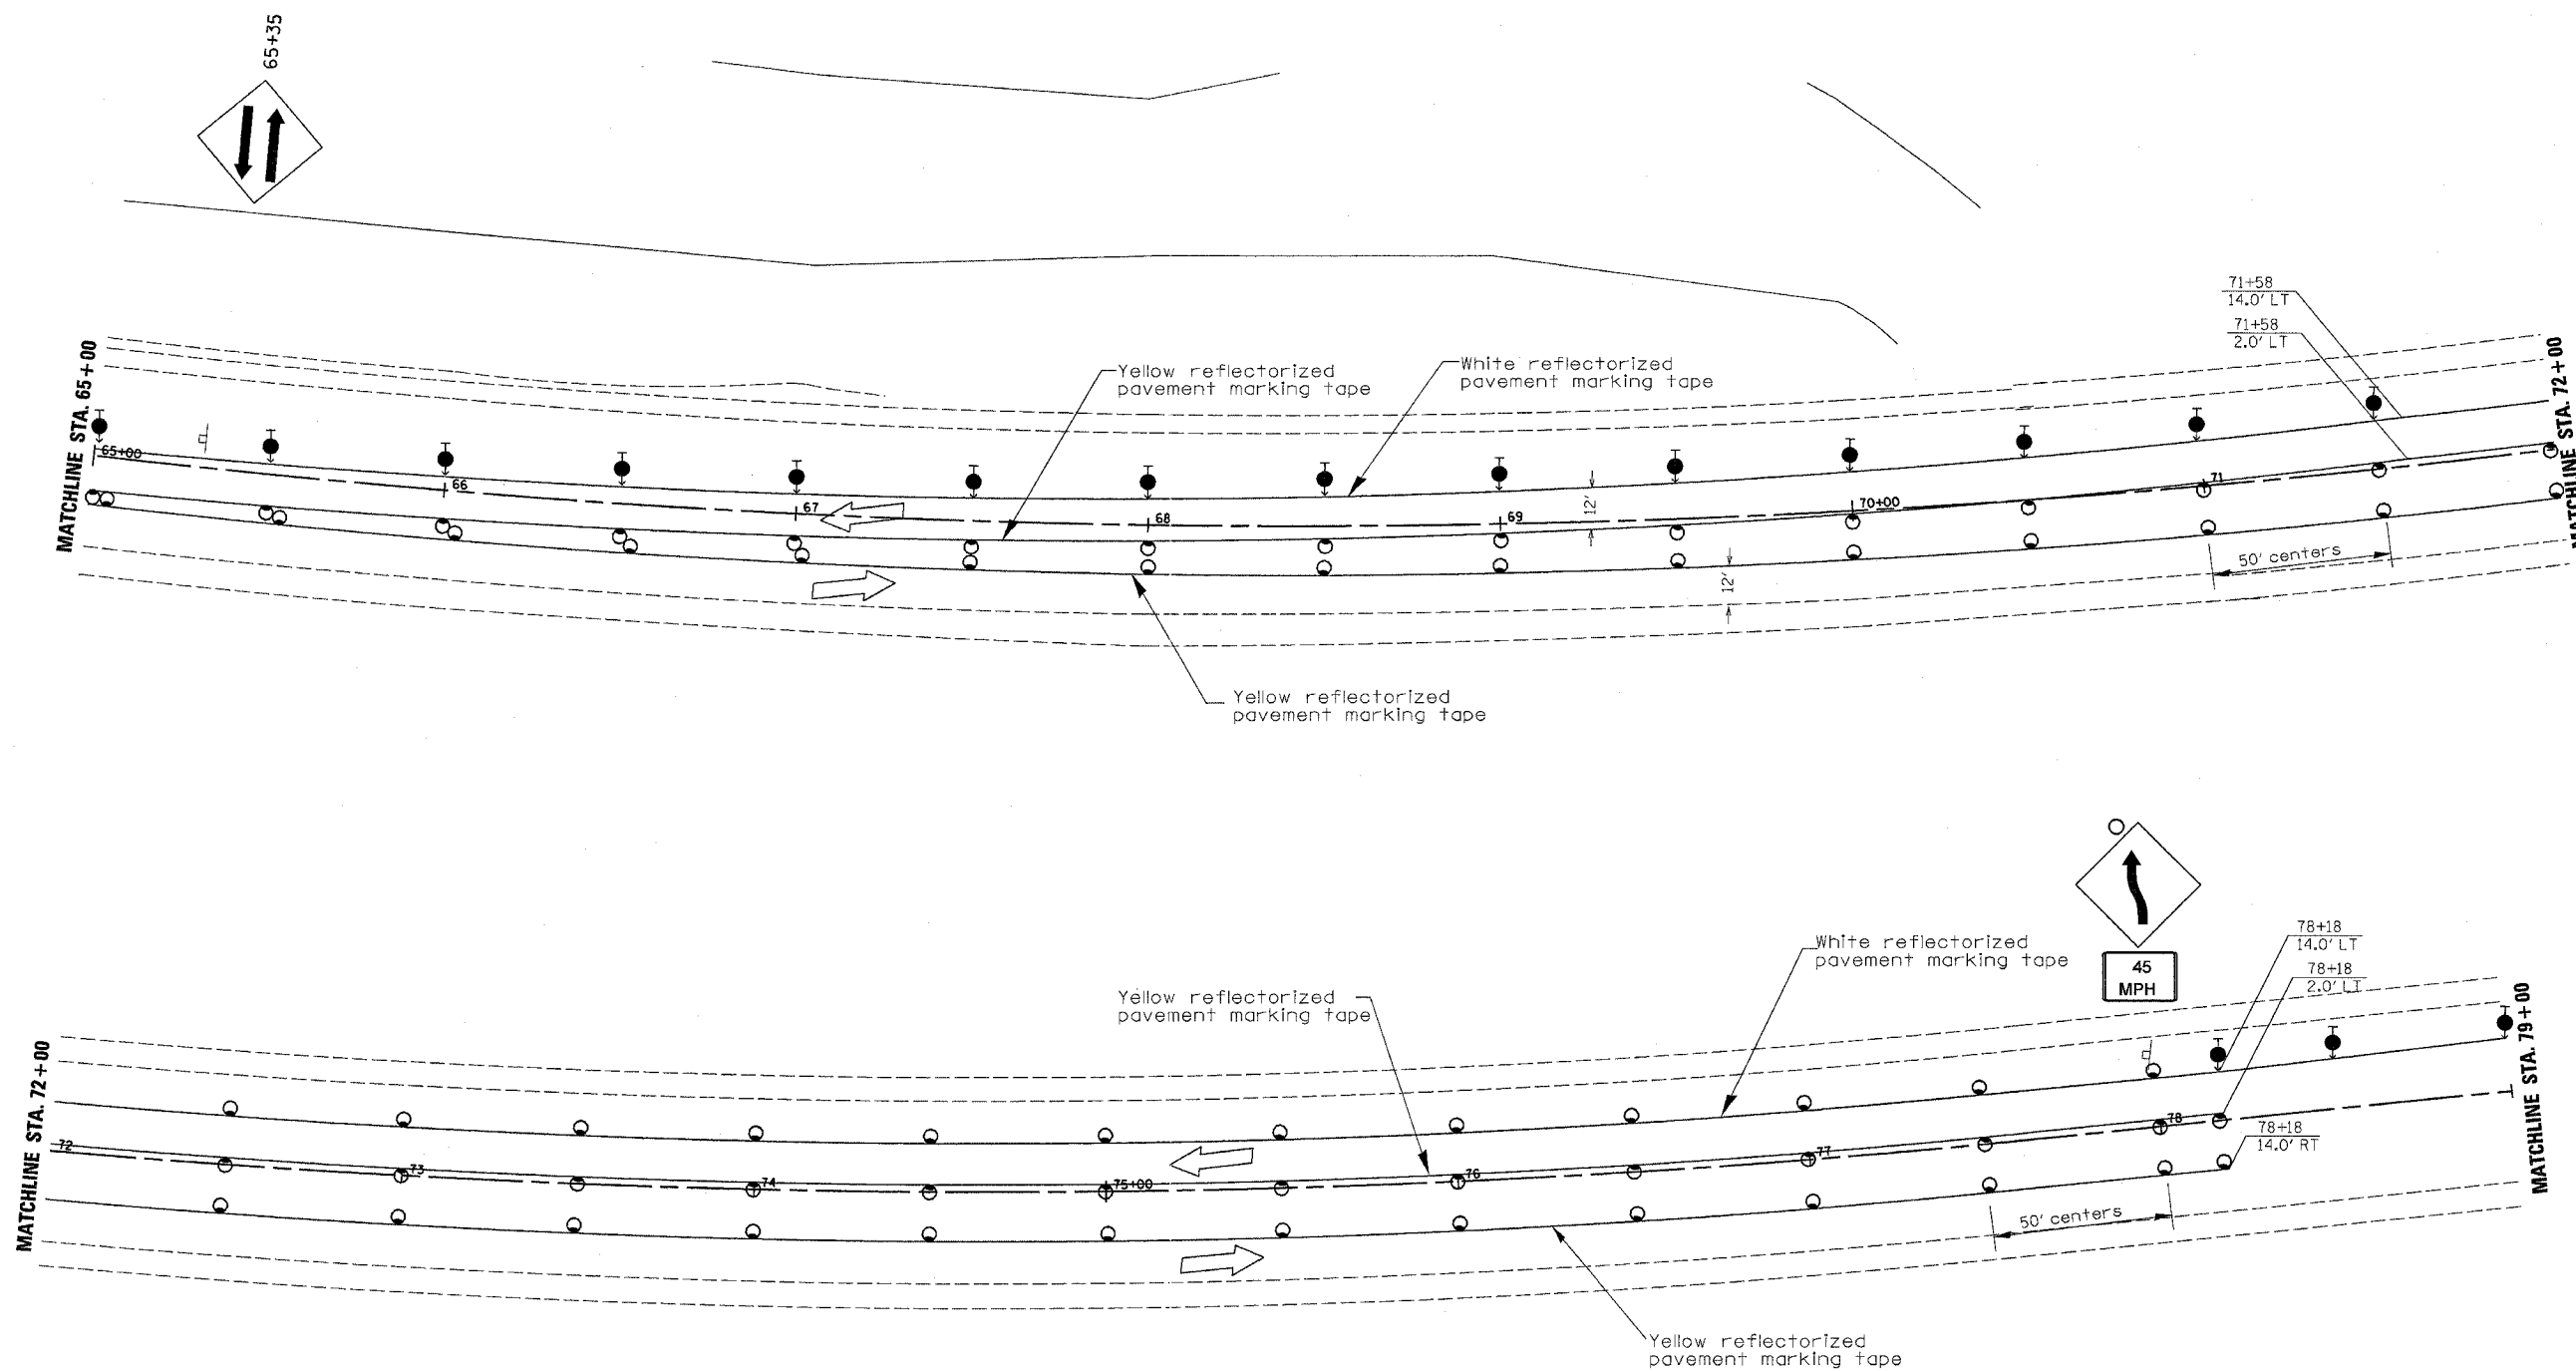 65+35
71+58
14.0' LT
71+58
2.0' LT
MATCHLINE STA. 65+00
MATCHLINE STA. 72+00
Yellow reflectorized
pavement marking tape
White reflectorized
pavement marking tape
65+00
66
67
68
69
70+00
71
12'
12'
50' centers
Yellow reflectorized
pavement marking tape
45
MPH
78+18
14.0' LT
78+18
2.0' LT
White reflectorized
pavement marking tape
Yellow reflectorized
pavement marking tape
MATCHLINE STA. 72+00
MATCHLINE STA. 79+00
72
73
74
75+00
76
77
78
78+18
14.0' RT
50' centers
Yellow reflectorized
pavement marking tape